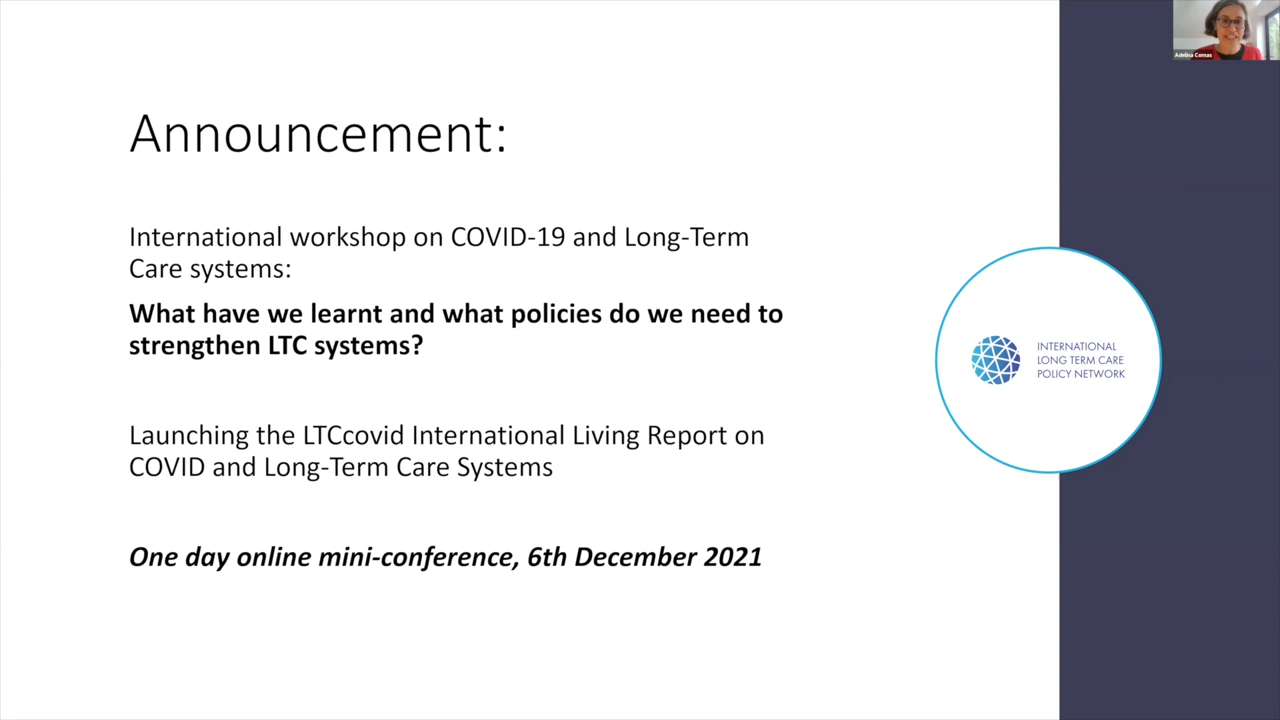 Adelina Comas
Announcement:
International workshop on COVID-19 and Long-Term
Care systems:
What have we learnt and what policies do we need to
strengthen LTC systems?
INTERNATIONAL
LONG TERM CARE
POLICY NETWORK
Launching the LTCcovid International Living Report on
COVID and Long-Term Care Systems
One day online mini-conference, 6th December 2021